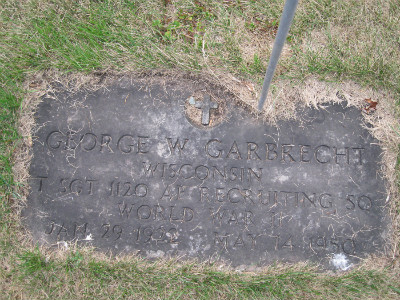 GEORGE W GARBRECHT
WISCONSIN
T SGT 1120 AF RECRUITING SQ
WORLD WAR II
JAN 29 MAY 14 1950